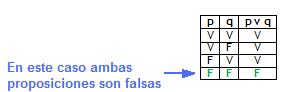 p q p v q
V V V
V F V
F V V
En este caso ambas
proposiciones son falsas
F F F